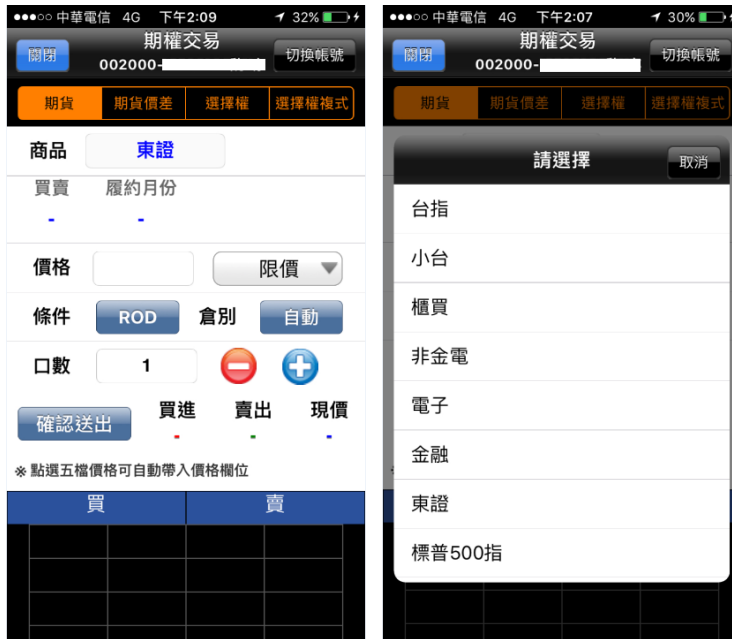 中華電信 4G 下午2:09 32%
期權交易
關閉 002000- 切換帳號
期貨 期貨價差 選擇權 選擇權複式
商品 東證
買賣 履約月份
- -
價格 限價
條件 ROD 倉別 自動
口數 1
確認送出 買進 賣出 現價
- - -
※ 點選五檔價格可自動帶入價格欄位
買 賣
中華電信 4G 下午2:07 30%
期權交易
關閉 002000- 切換帳號
期貨 期貨價差 選擇權 選擇權複式
請選擇 取消
台指
小台
櫃買
非金電
電子
金融
東證
標普500指